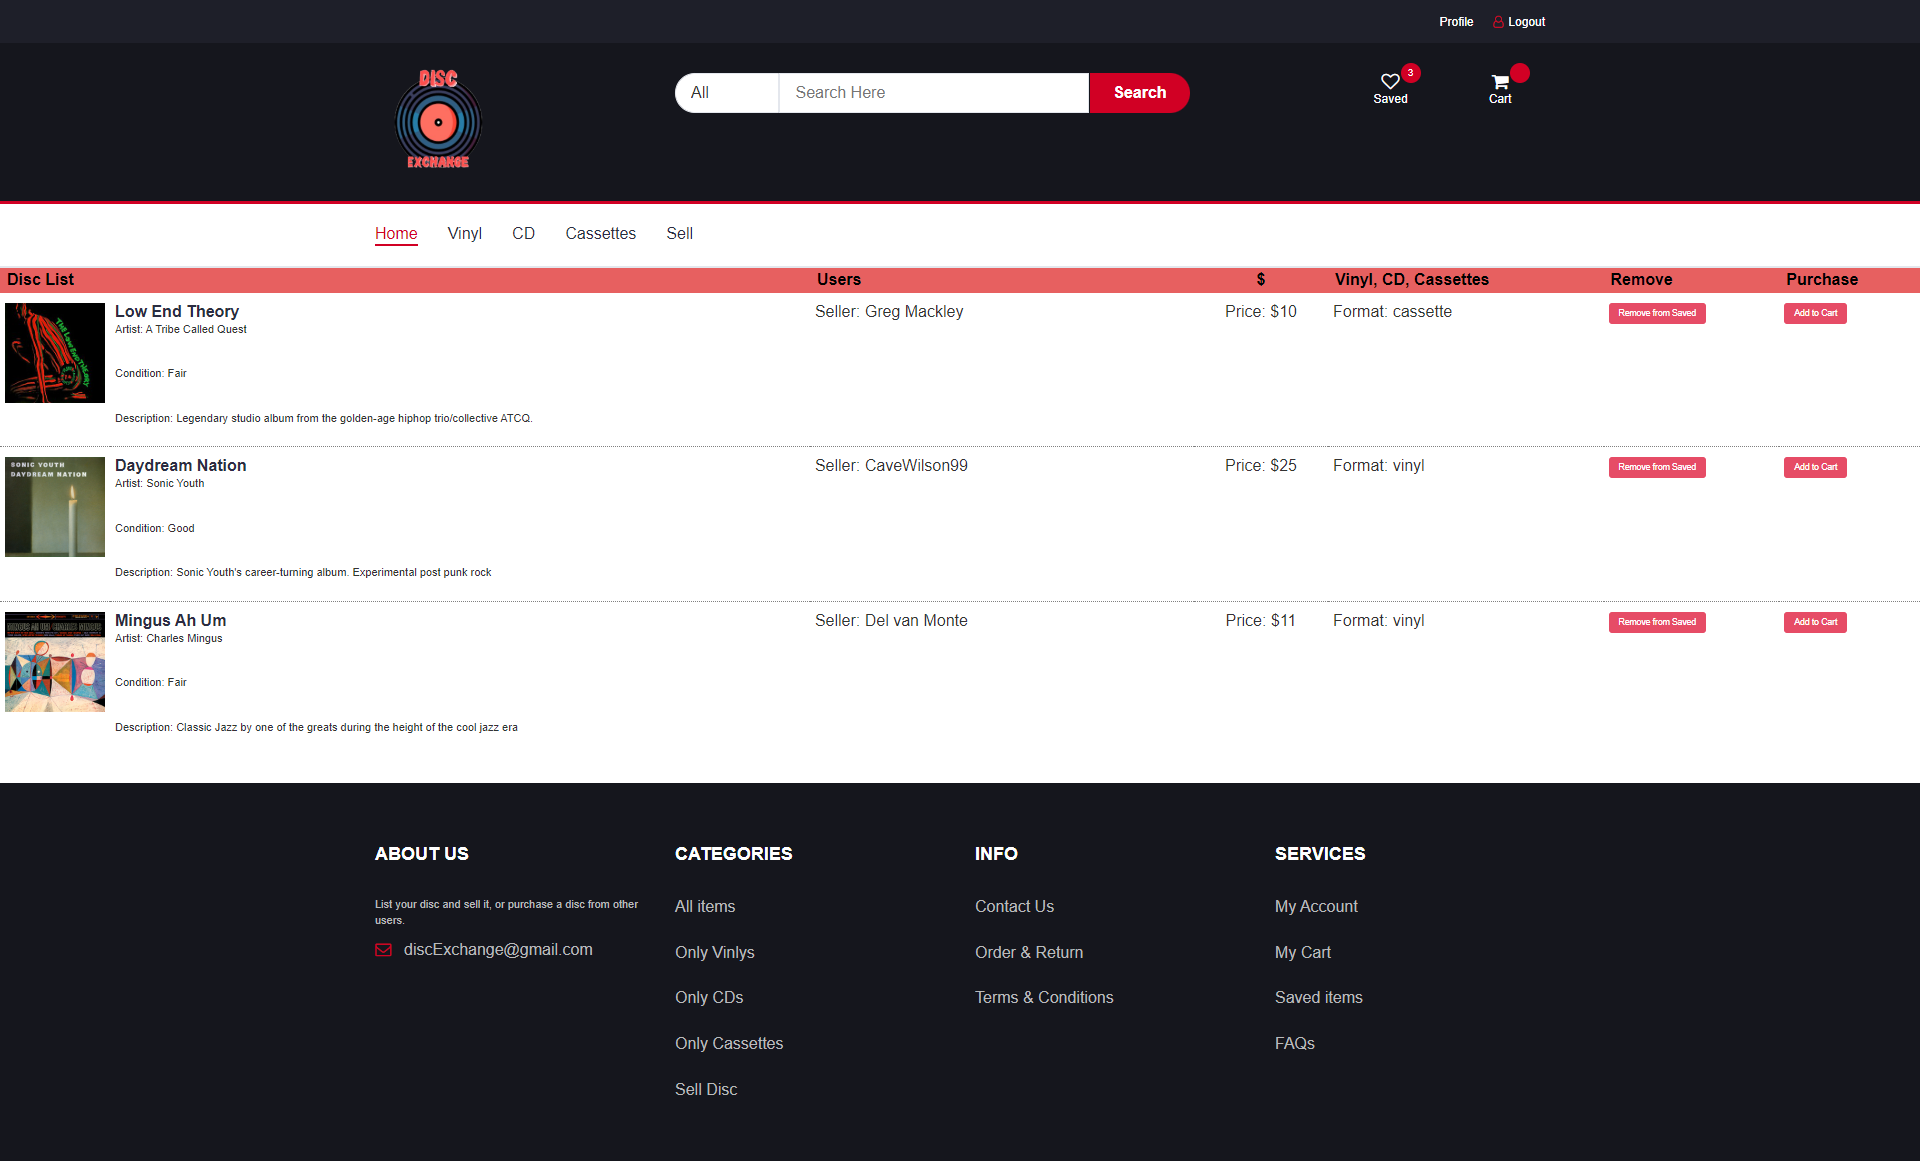 Profile Logout
DISC
EXCHANGE
All Search Here Search
3
Saved Cart
Home Vinyl CD Cassettes Sell
Disc List Users $ Vinyl, CD, Cassettes Remove Purchase
Low End Theory Seller: Greg Mackley Price: $10 Format: cassette Remove from Saved Add to Cart
Artist: A Tribe Called Quest
The Low End Theory
Condition: Fair
Description: Legendary studio album from the golden-age hiphop trio/collective ATCQ.
SONIC YOUTH
DAYDREAM NATION
Daydream Nation Seller: CaveWilson99 Price: $25 Format: vinyl Remove from Saved Add to Cart
Artist: Sonic Youth
Condition: Good
Description: Sonic Youth's career-turning album. Experimental post punk rock
MINGUS AH UM CHARLES MINGUS
Mingus Ah Um Seller: Del van Monte Price: $11 Format: vinyl Remove from Saved Add to Cart
Artist: Charles Mingus
Condition: Fair
Description: Classic Jazz by one of the greats during the height of the cool jazz era
ABOUT US
List your disc and sell it, or purchase a disc from other
users.
discExchange@gmail.com
CATEGORIES
All items
Only Vinlys
Only CDs
Only Cassettes
Sell Disc
INFO
Contact Us
Order & Return
Terms & Conditions
SERVICES
My Account
My Cart
Saved items
FAQs